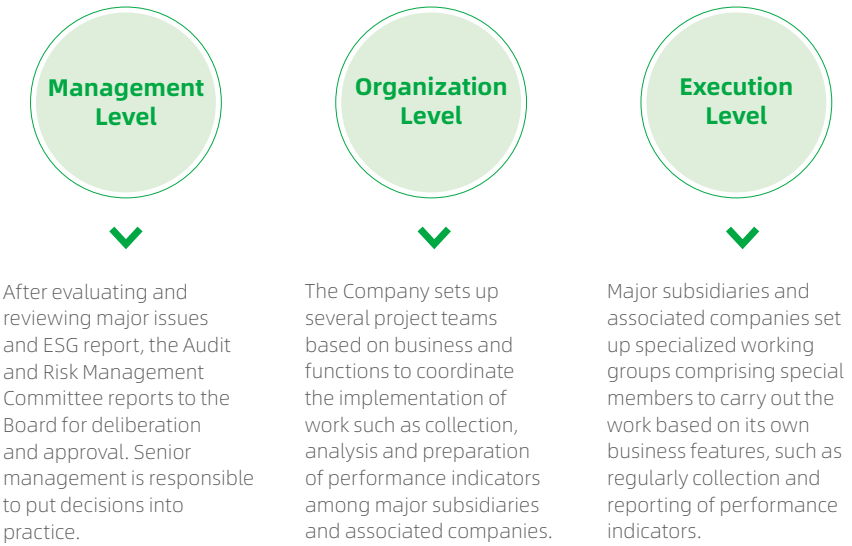 Management
Level
After evaluating and
reviewing major issues
and ESG report, the Audit
and Risk Management
Committee reports to the
Board for deliberation
and approval. Senior
management is responsible
to put decisions into
practice.
Organization
Level
The Company sets up
several project teams
based on business and
functions to coordinate
the implementation of
work such as collection,
analysis and preparation
of performance indicators
among major subsidiaries
and associated companies.
Execution
Level
Major subsidiaries and
associated companies set
up specialized working
groups comprising special
members to carry out the
work based on its own
business features, such as
regularly collection and
reporting of performance
indicators.